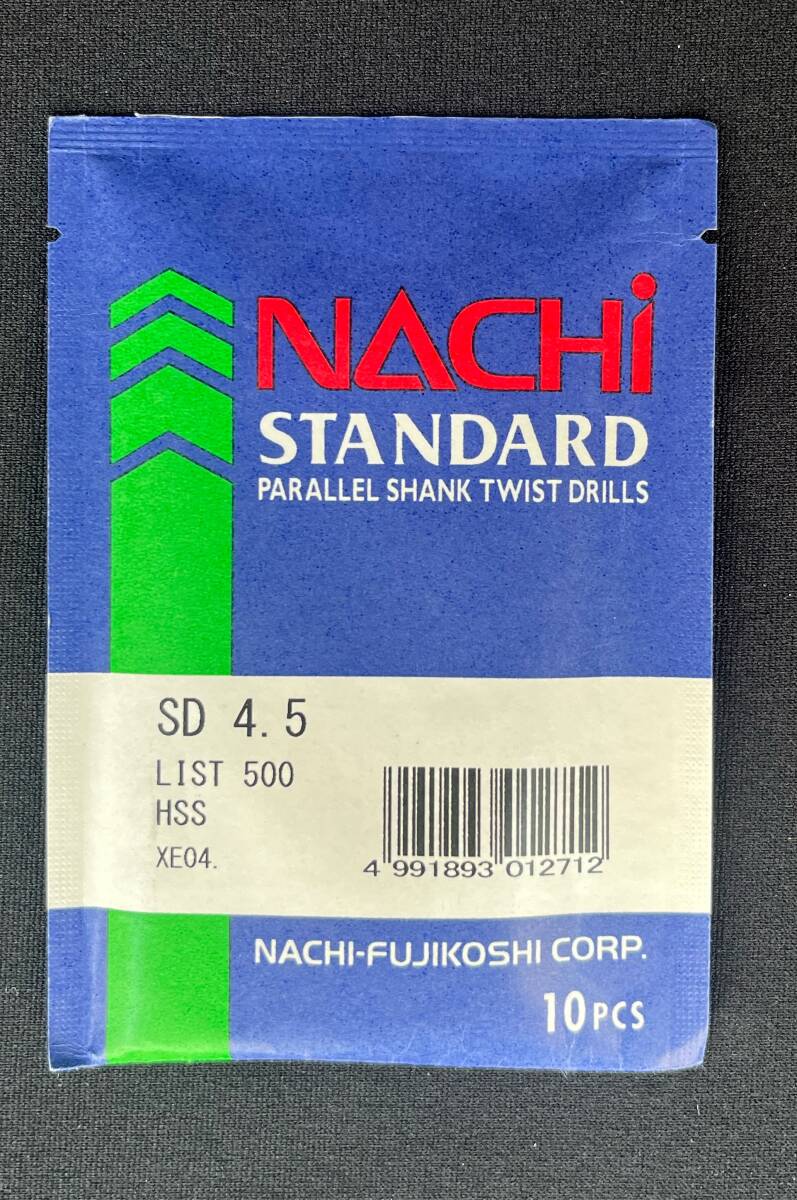 NACHi
STANDARD
PARALLEL SHANK TWIST DRILLS
SD 4.5
LIST 500
HSS
XE04.
4 991893 012712
NACHI-FUJIKOSHI CORP.
10PCS